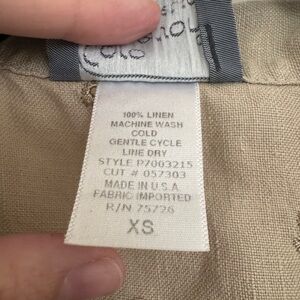 100% LINEN
MACHINE WASH
COLD
GENTLE CYCLE
LINE DRY
STYLE P7003215
CUT # 057303
MADE IN U.S.A
FABRIC IMPORTED
R/N 75726
XS